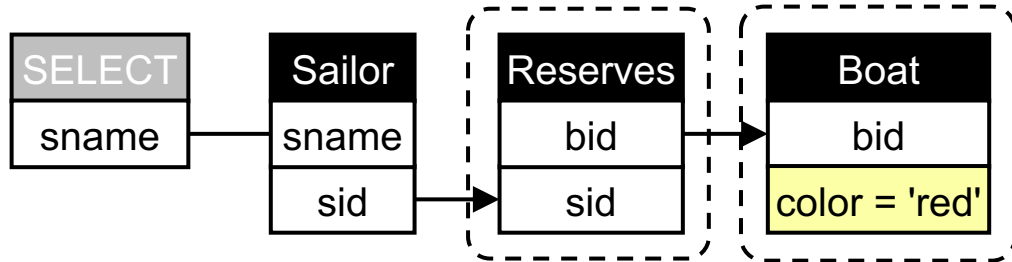 SELECT
sname
Sailor
sname
sid
Reserves
bid
sid
Boat
bid
color = 'red'